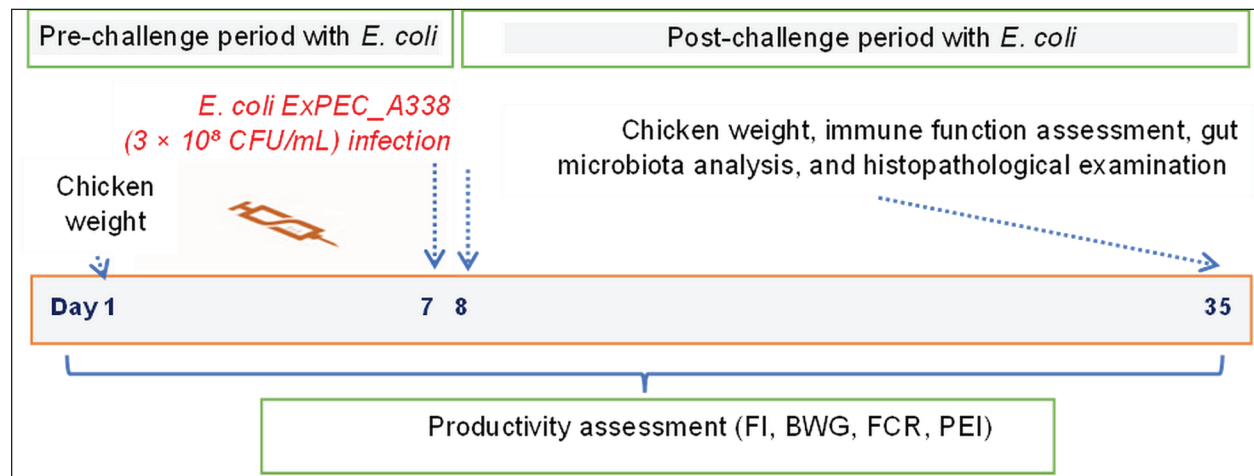 Pre-challenge period with E. coli
Post-challenge period with E. coli
E. coli ExPEC_A338
(3 × 10⁸ CFU/mL) infection
Chicken weight, immune function assessment, gut
microbiota analysis, and histopathological examination
Chicken
weight
Day 1 7 8 35
Productivity assessment (FI, BWG, FCR, PEI)